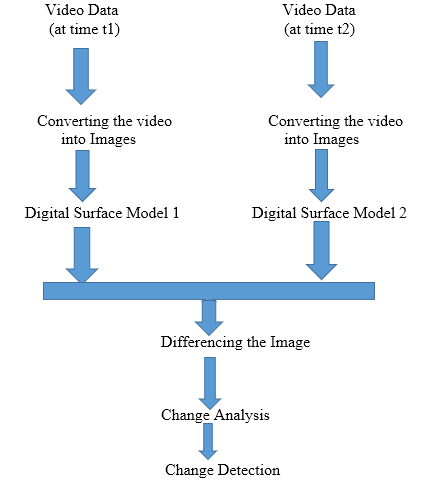 Video Data
(at time t1)
Video Data
(at time t2)
Converting the video
into Images
Converting the video
into Images
Digital Surface Model 1
Digital Surface Model 2
Differencing the Image
Change Analysis
Change Detection